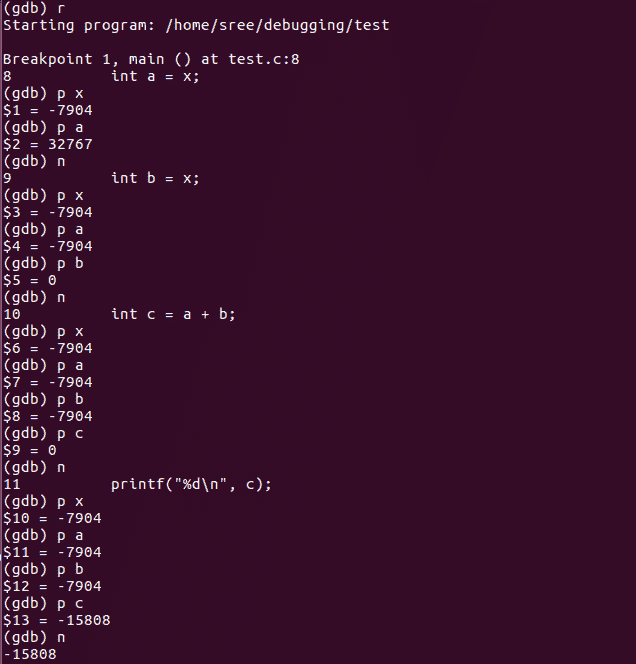 (gdb) r
Starting program: /home/sree/debugging/test

Breakpoint 1, main () at test.c:8
8           int a = x;
(gdb) p x
$1 = -7904
(gdb) p a
$2 = 32767
(gdb) n
9           int b = x;
(gdb) p x
$3 = -7904
(gdb) p a
$4 = -7904
(gdb) p b
$5 = 0
(gdb) n
10          int c = a + b;
(gdb) p x
$6 = -7904
(gdb) p a
$7 = -7904
(gdb) p b
$8 = -7904
(gdb) p c
$9 = 0
(gdb) n
11          printf("%d\n", c);
(gdb) p x
$10 = -7904
(gdb) p a
$11 = -7904
(gdb) p b
$12 = -7904
(gdb) p c
$13 = -15808
(gdb) n
-15808